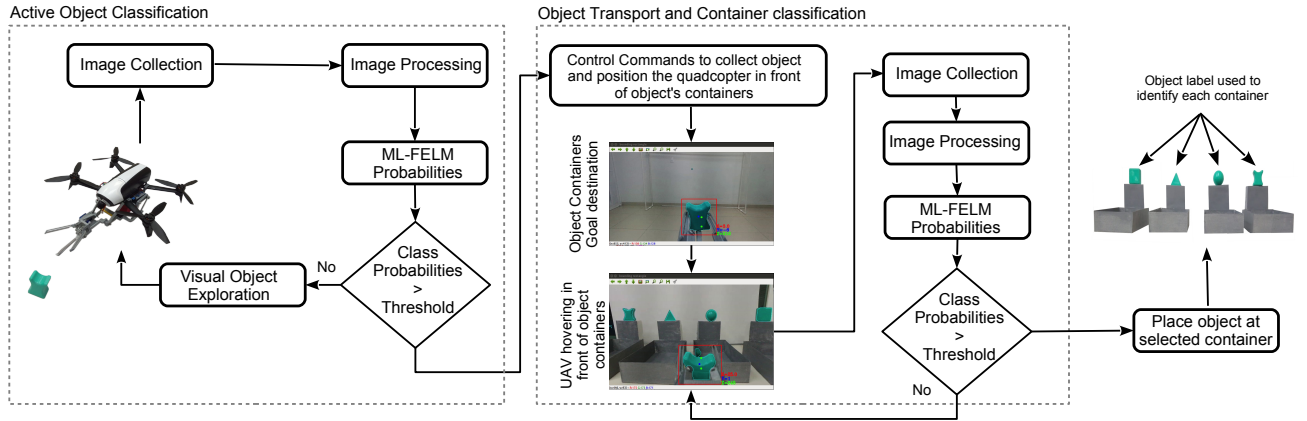 Active Object Classification
Image Collection
Image Processing
ML-FELM
Probabilities
Class
Probabilities
>
Threshold
No
Visual Object
Exploration
Object Transport and Container classification
Control Commands to collect object
and position the quadcopter in front
of object's containers
Object Containers
Goal destination
UAV hovering in
front of object
containers
Image Collection
Image Processing
ML-FELM
Probabilities
Class
Probabilities
>
Threshold
No
Object label used to
identify each container
Place object at
selected container